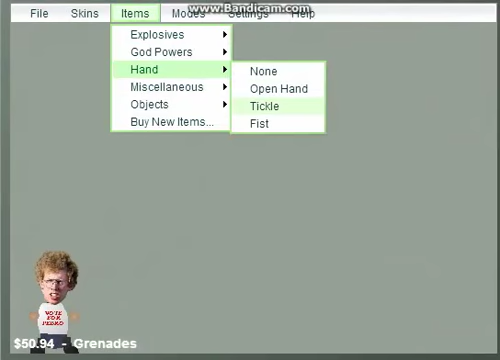 www.Bandicam.com
File Skins Items Modes Settings Help
Explosives
God Powers
Hand
Miscellaneous
Objects
Buy New Items...
None
Open Hand
Tickle
Fist
VOTE
FOR
PEDRO
$50.94 - Grenades